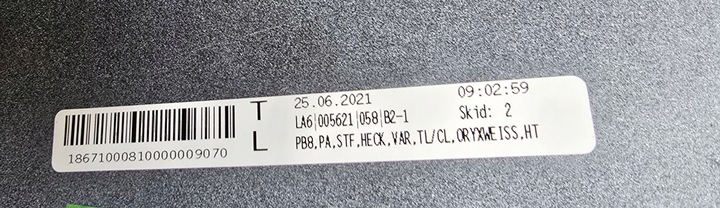 T 25.06.2021 09:02:59
LA6|005621|058|B2-1 Skid: 2
L PB8,PA,STF,HECK,VAR,TL/CL,ORYXWEISS,HT
18671000810000009070